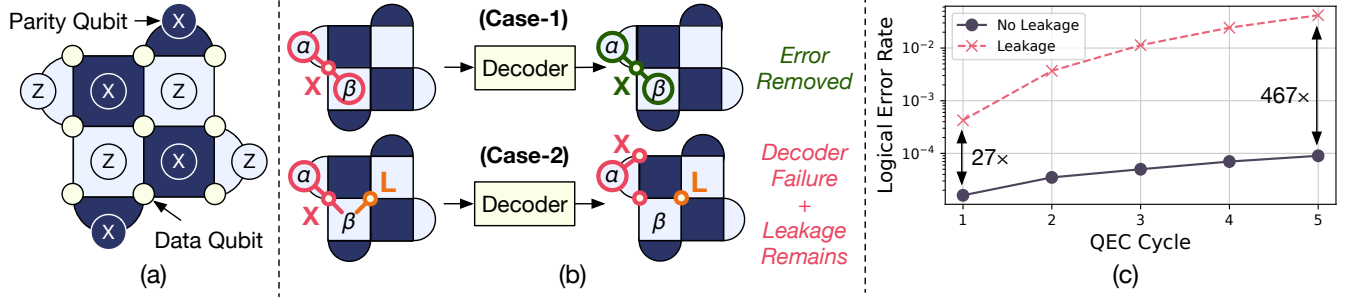 Parity Qubit
X
Z
X
Z
Z
X
Z
X
Data Qubit
(a)
(Case-1)
α
X
β
Decoder
α
X
β
Error
Removed
(Case-2)
α
X
L
β
Decoder
X
α
L
β
Decoder
Failure
+
Leakage
Remains
(b)
Logical Error Rate
No Leakage
Leakage
10⁻²
10⁻³
10⁻⁴
27×
467×
1
2
3
4
5
QEC Cycle
(c)